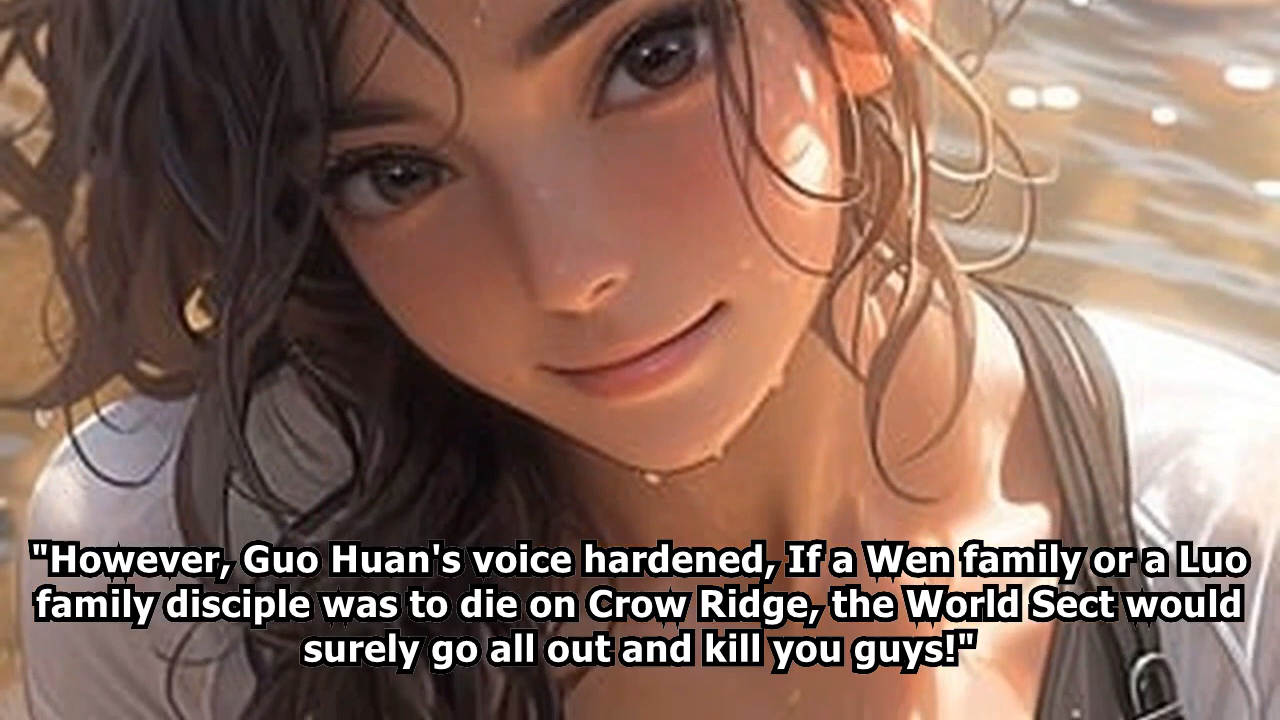 "However, Guo Huan's voice hardened, If a Wen family or a Luo
family disciple was to die on Crow Ridge, the World Sect would
surely go all out and kill you guys!"